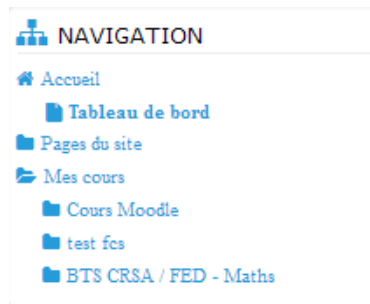 NAVIGATION
Accueil
Tableau de bord
Pages du site
Mes cours
Cours Moodle
test fcs
BTS CRSA / FED - Maths